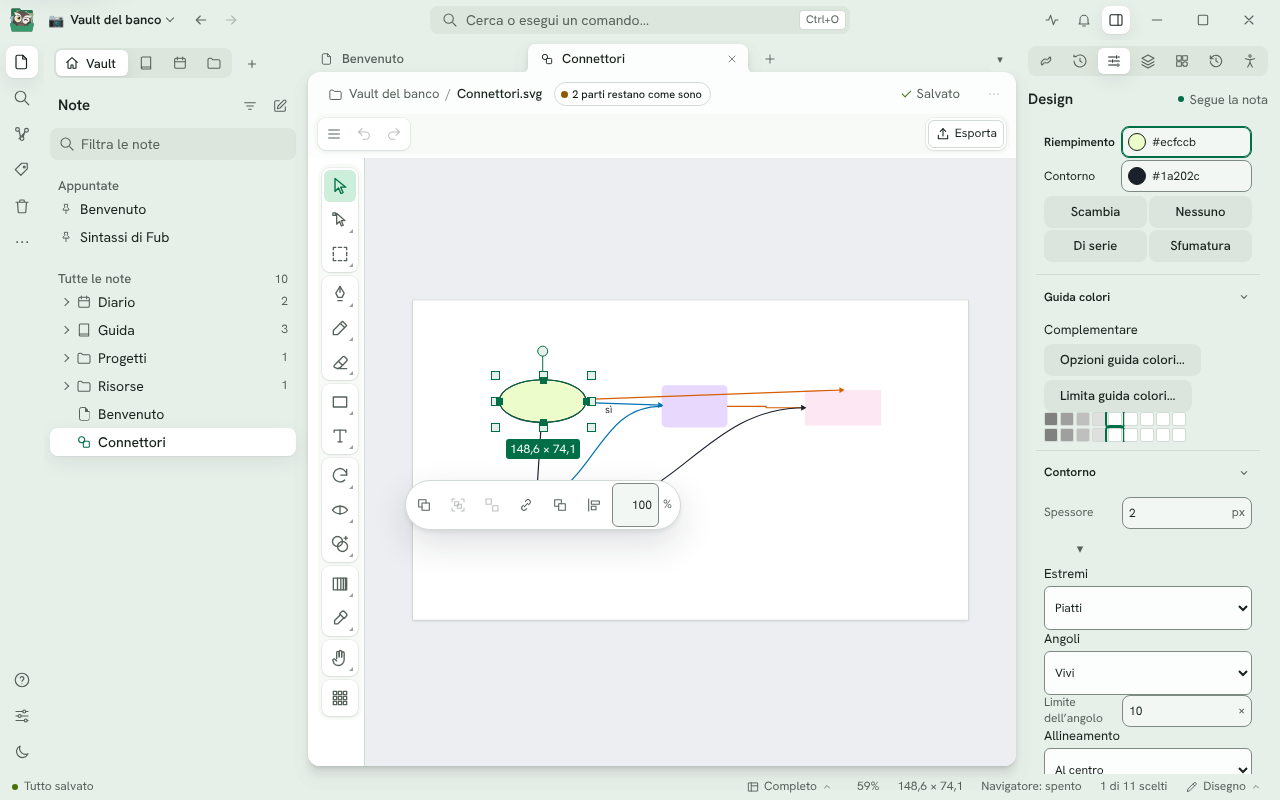 Vault del banco
Cerca o esegui un comando…
Ctrl+O
Vault
Benvenuto
Connettori
Note
Filtra le note
Appuntate
Benvenuto
Sintassi di Fub
Tutte le note 10
Diario 2
Guida 3
Progetti 1
Risorse 1
Benvenuto
Connettori
Tutto salvato
Vault del banco / Connettori.svg
2 parti restano come sono
Salvato
Esporta
sì
148,6 × 74,1
100 %
Design
Segue la nota
Riempimento #ecfccb
Contorno #1a202c
Scambia Nessuno
Di serie Sfumatura
Guida colori
Complementare
Opzioni guida colori…
Limita guida colori…
Contorno
Spessore 2 px
Estremi
Piatti
Angoli
Vivi
Limite dell’angolo 10 ×
Allineamento
Al centro
Completo 59% 148,6 × 74,1 Navigatore: spento 1 di 11 scelti Disegno